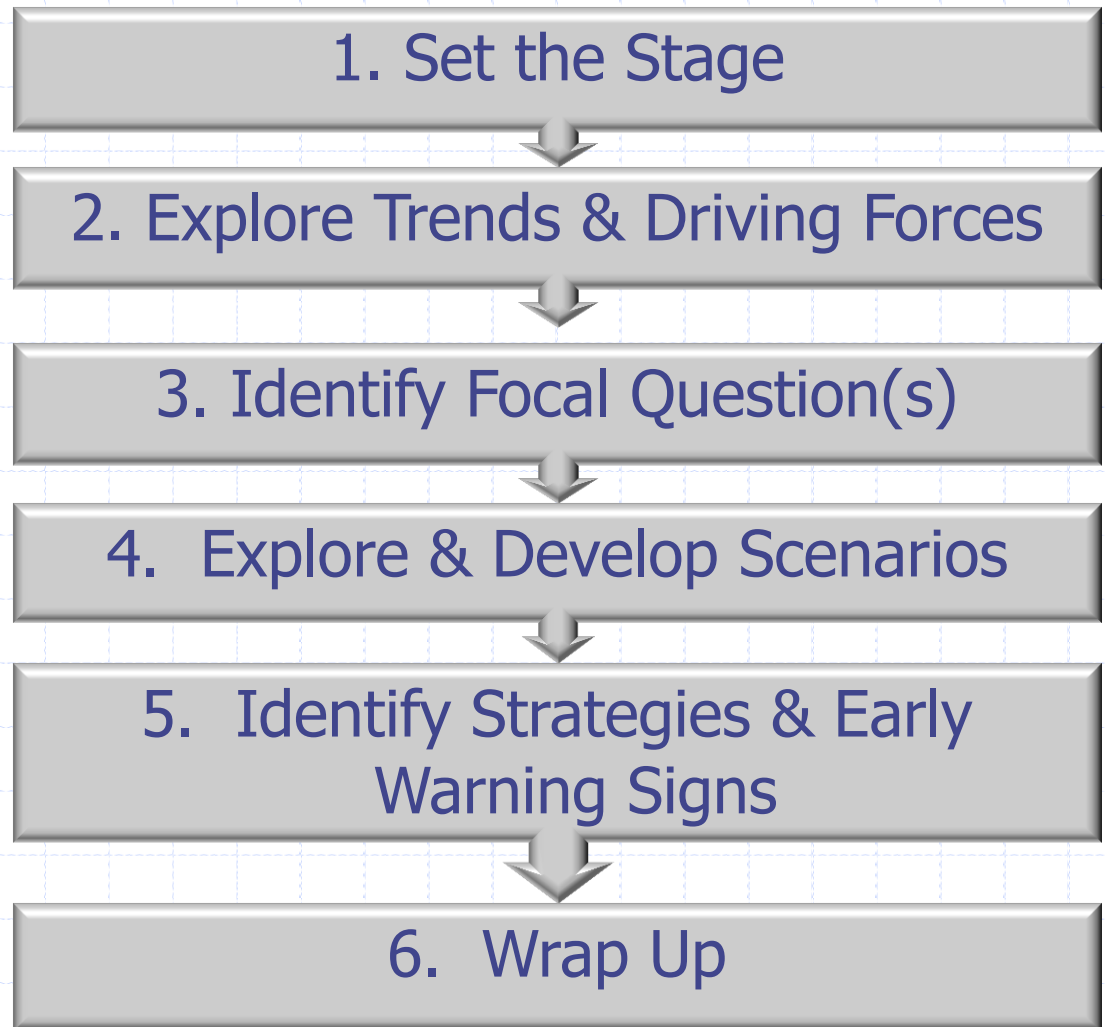 1. Set the Stage
2. Explore Trends & Driving Forces
3. Identify Focal Question(s)
4. Explore & Develop Scenarios
5. Identify Strategies & Early
Warning Signs
6. Wrap Up